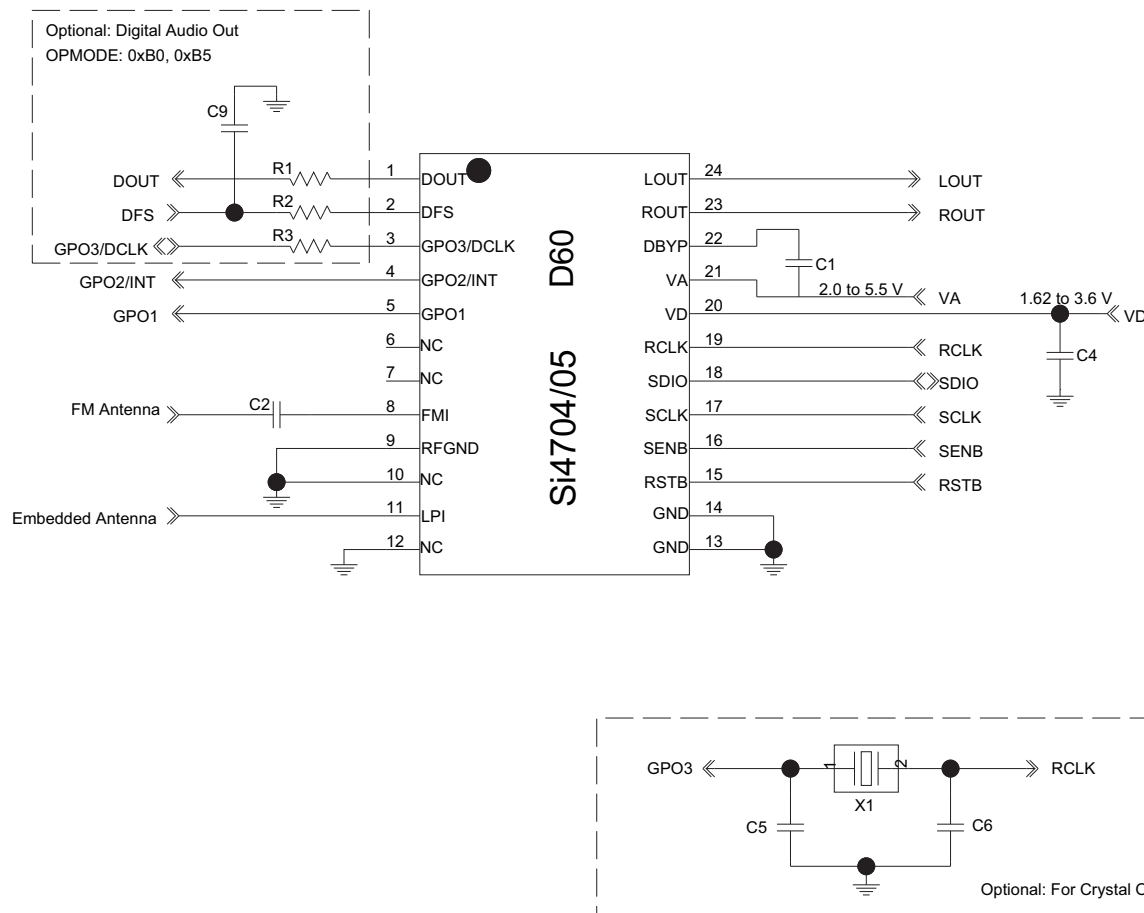 Optional: Digital Audio Out
OPMODE: 0xB0, 0xB5
C9
DOUT
R1
1
DOUT
DFS
R2
2
DFS
GPO3/DCLK
R3
3
GPO3/DCLK
GPO2/INT
4
GPO2/INT
GPO1
5
GPO1
6
NC
7
NC
FM Antenna
C2
8
FMI
9
RFGND
10
NC
Embedded Antenna
11
LPI
12
NC
Si4704/05 D60
LOUT
24
LOUT
ROUT
23
ROUT
DBYP
22
C1
VA
21
2.0 to 5.5 V
VA
VD
20
1.62 to 3.6 V
VD
C4
RCLK
19
RCLK
SDIO
18
SDIO
SCLK
17
SCLK
SENB
16
SENB
RSTB
15
RSTB
GND
14
GND
13
GPO3
1
2
RCLK
X1
C5
C6
Optional: For Crystal